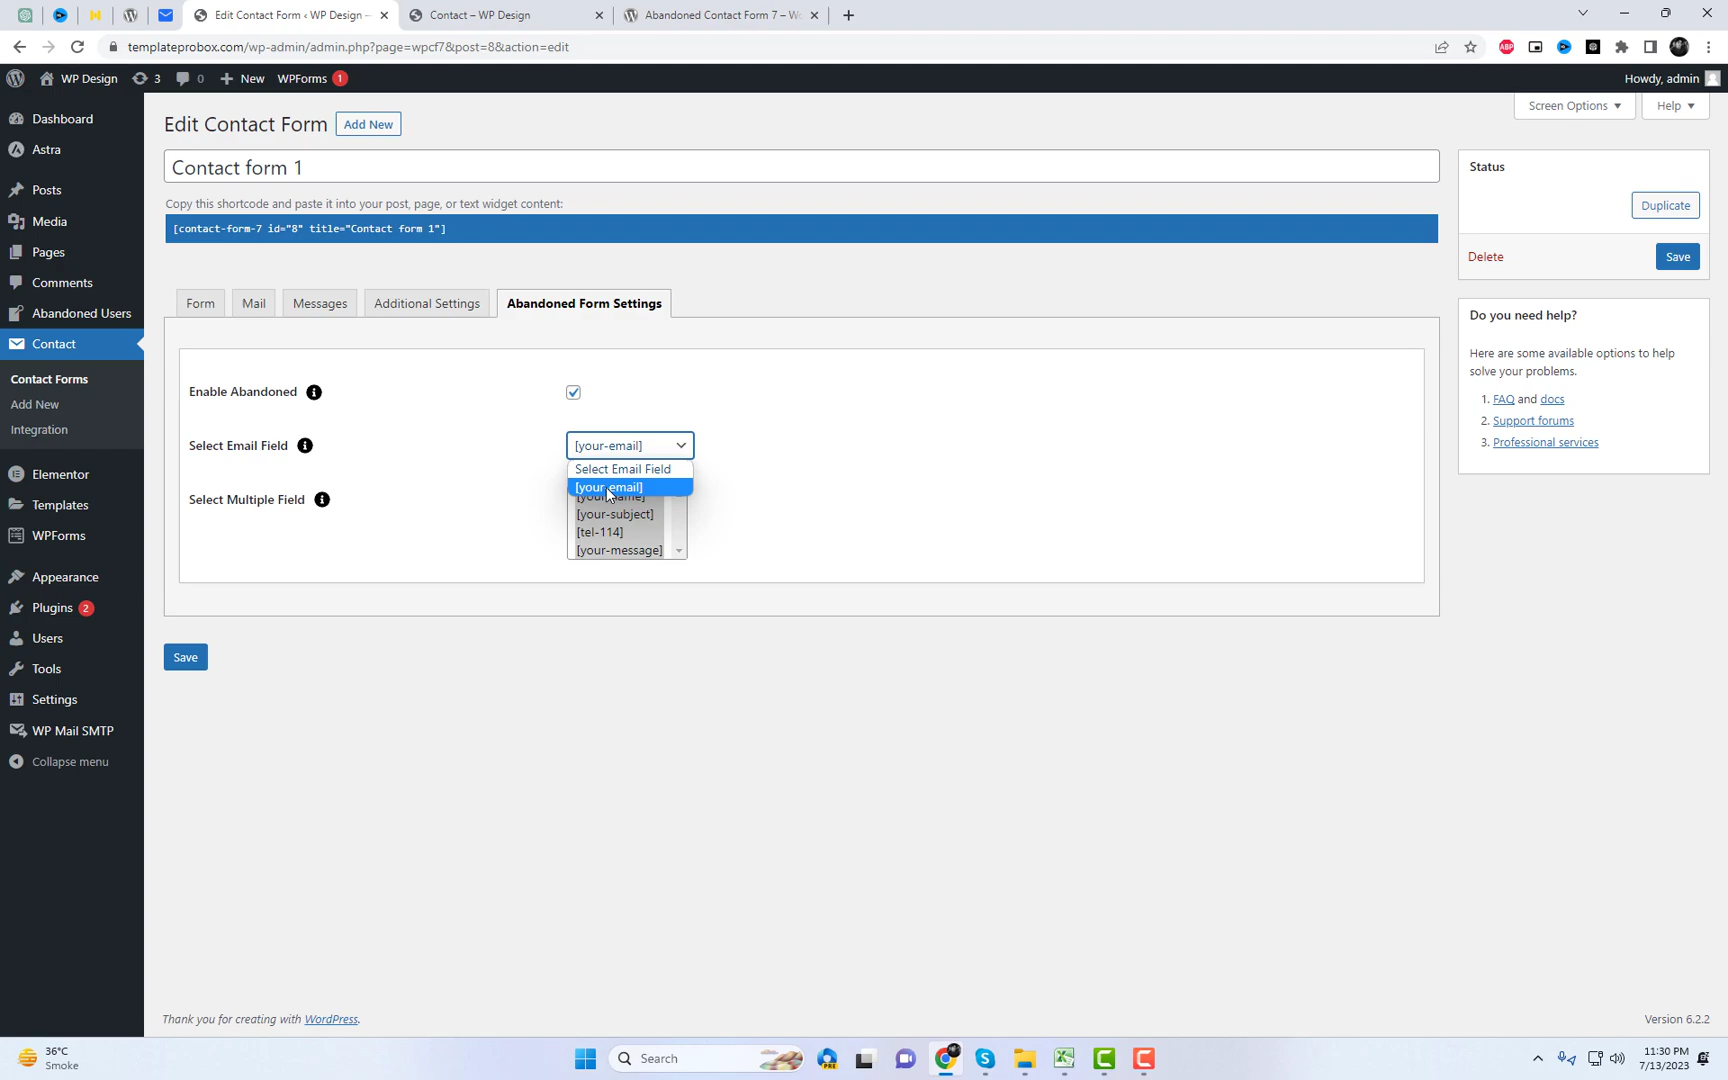 Edit Contact Form ‹ WP Design –
Contact – WP Design
Abandoned Contact Form 7 – Wo
templateprobox.com/wp-admin/admin.php?page=wpcf7&post=8&action=edit
ABP
WP Design
3
0
New
WPForms 1
Howdy, admin
Dashboard
Astra
Posts
Media
Pages
Comments
Abandoned Users
Contact
Contact Forms
Add New
Integration
Elementor
Templates
WPForms
Appearance
Plugins 2
Users
Tools
Settings
WP Mail SMTP
Collapse menu
Screen Options
Help
Edit Contact Form
Add New
Contact form 1
Copy this shortcode and paste it into your post, page, or text widget content:
[contact-form-7 id="8" title="Contact form 1"]
Form
Mail
Messages
Additional Settings
Abandoned Form Settings
Enable Abandoned
Select Email Field
[your-email]
Select Email Field
[your-email]
Select Multiple Field
[your-name]
[your-subject]
[tel-114]
[your-message]
Save
Status
Duplicate
Delete
Save
Do you need help?
Here are some available options to help
solve your problems.
1. FAQ and docs
2. Support forums
3. Professional services
Thank you for creating with WordPress.
Version 6.2.2
36°C
Smoke
Search
PRE
11:30 PM
7/13/2023